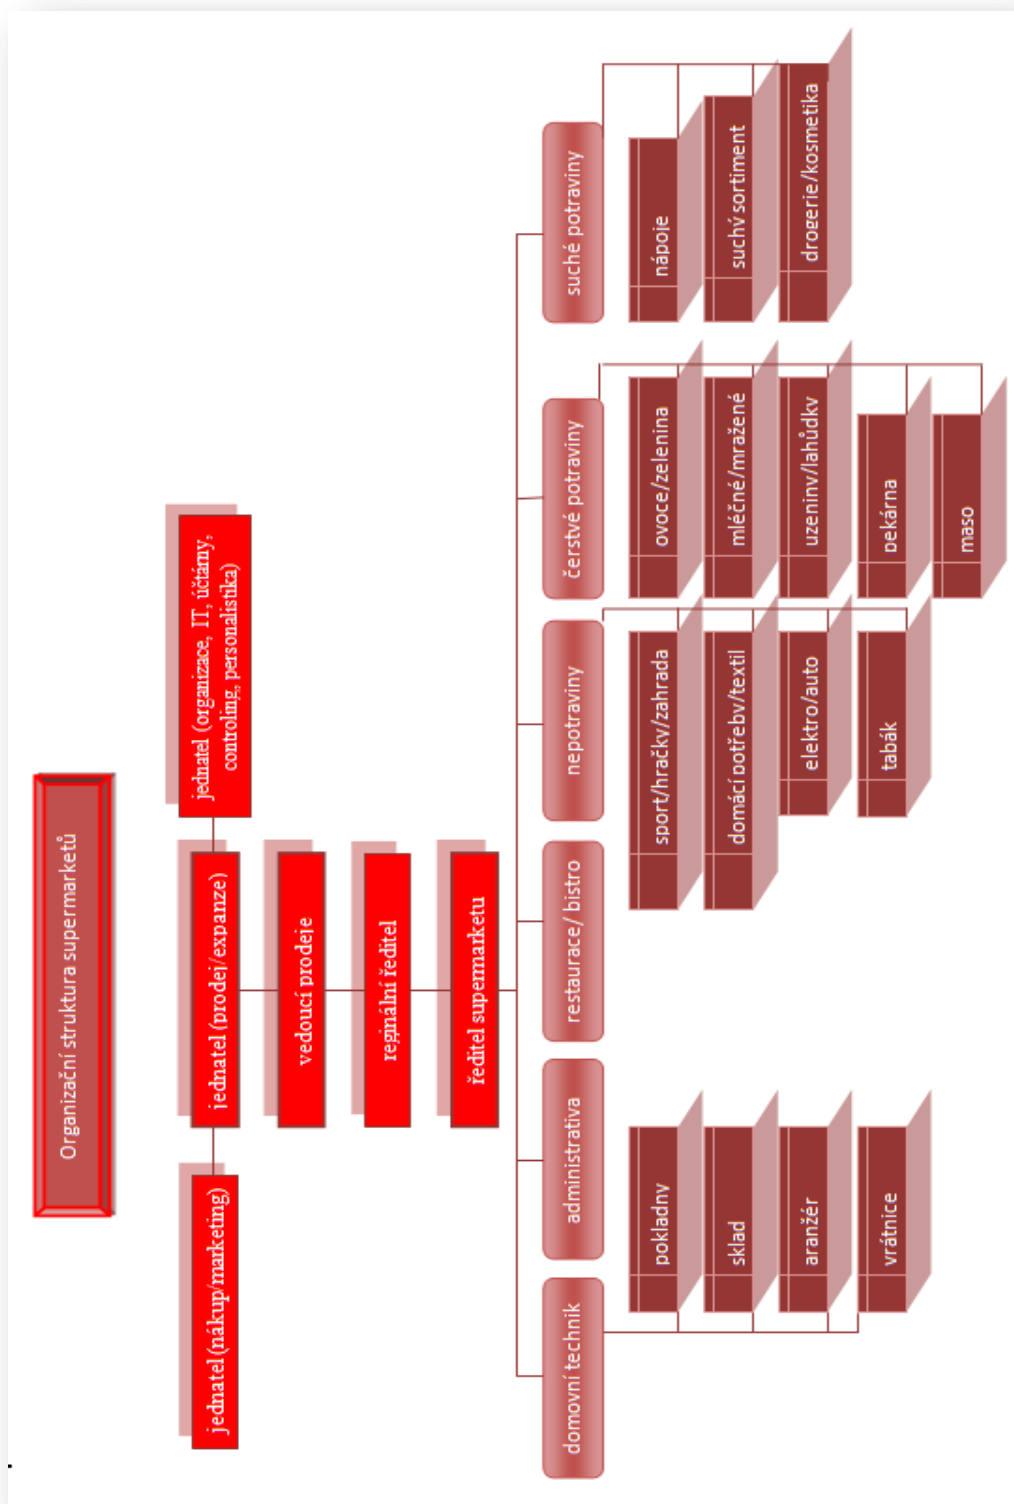 Organizační struktura supermarketů
jednatel (nákup/marketing)
jednatel (prodej/expanze)
jednatel (organizace, IT, účtárny,
controling, personalistika)
vedoucí prodeje
reginální ředitel
ředitel supermarketu
domovní technik
administrativa
restaurace/ bistro
nepotraviny
čerstvé potraviny
suché potraviny
pokladny
sklad
aranžér
vrátnice
sport/hračky/zahrada
domácí potřeby/textil
elektro/auto
tabák
ovoce/zelenina
mléčné/mražené
uzeniny/lahůdky
pekárna
maso
nápoje
suchý sortiment
drogerie/kosmetika